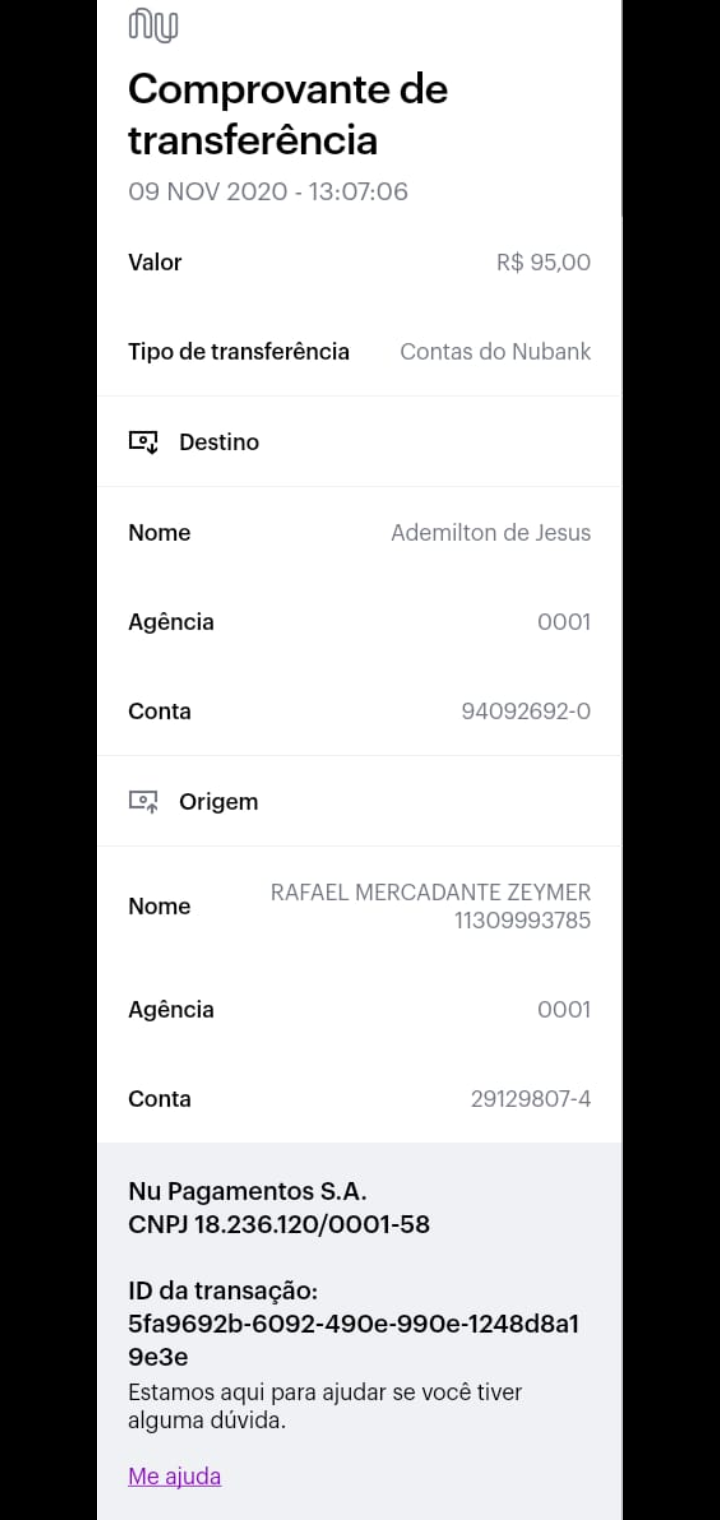 nu
Comprovante de
transferência
09 NOV 2020 - 13:07:06
Valor R$ 95,00
Tipo de transferência Contas do Nubank
Destino
Nome Ademilton de Jesus
Agência 0001
Conta 94092692-0
Origem
Nome RAFAEL MERCADANTE ZEYMER
11309993785
Agência 0001
Conta 29129807-4
Nu Pagamentos S.A.
CNPJ 18.236.120/0001-58
ID da transação:
5fa9692b-6092-490e-990e-1248d8a1
9e3e
Estamos aqui para ajudar se você tiver
alguma dúvida.
Me ajuda